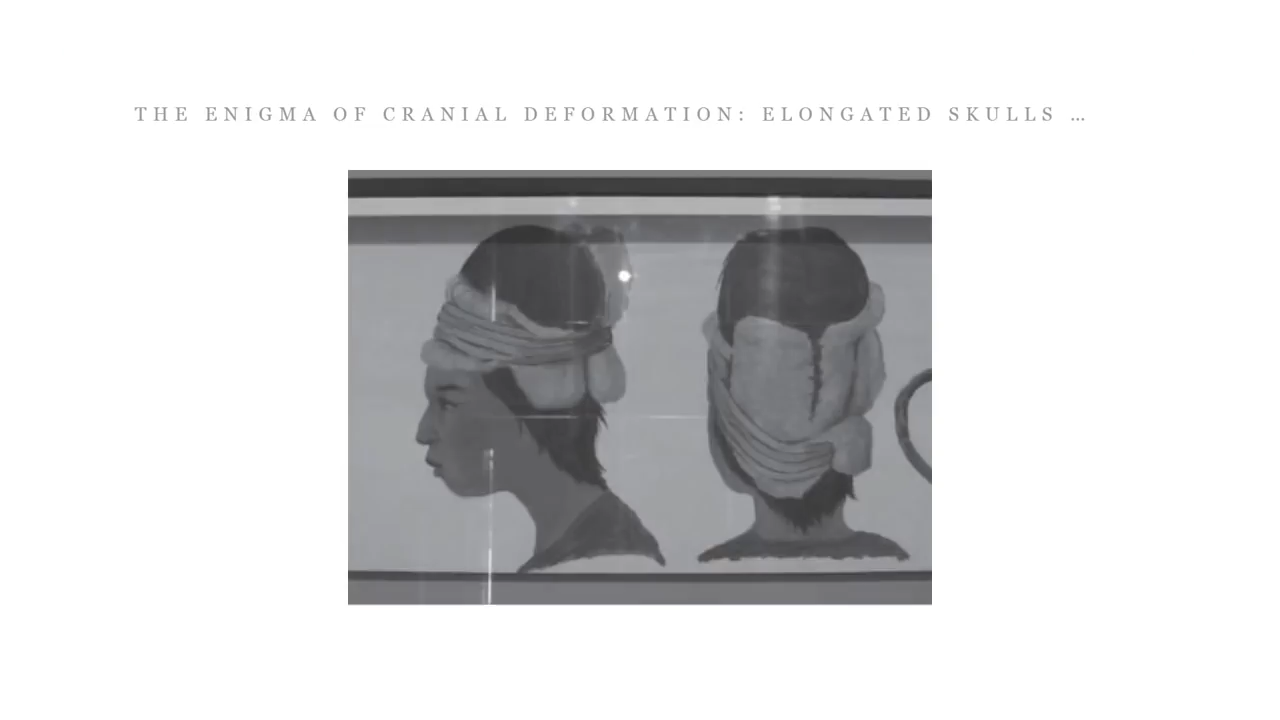 THE ENIGMA OF CRANIAL DEFORMATION: ELONGATED SKULLS ...